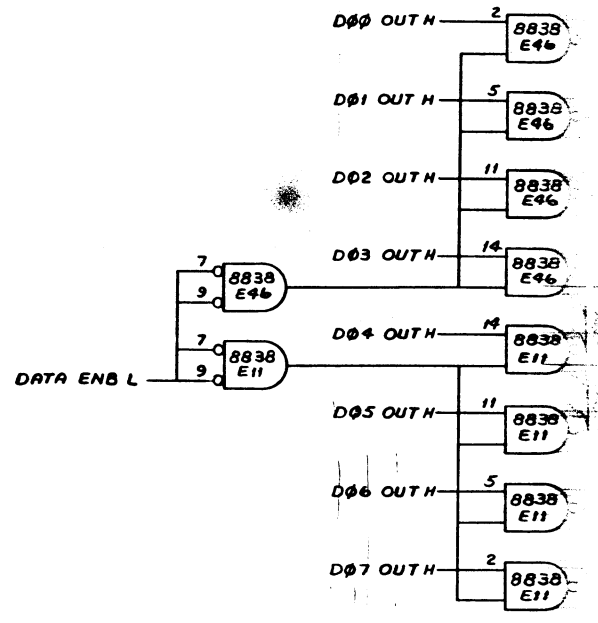 DØØ OUT H 2
8838
E46
DØ1 OUT H 5
8838
E46
DØ2 OUT H 11
8838
E46
DØ3 OUT H 14
8838
E46
7
9
8838
E46
DØ4 OUT H 14
8838
E11
7
9
8838
E11
DATA ENB L
DØ5 OUT H 11
8838
E11
DØ6 OUT H 5
8838
E11
DØ7 OUT H 2
8838
E11